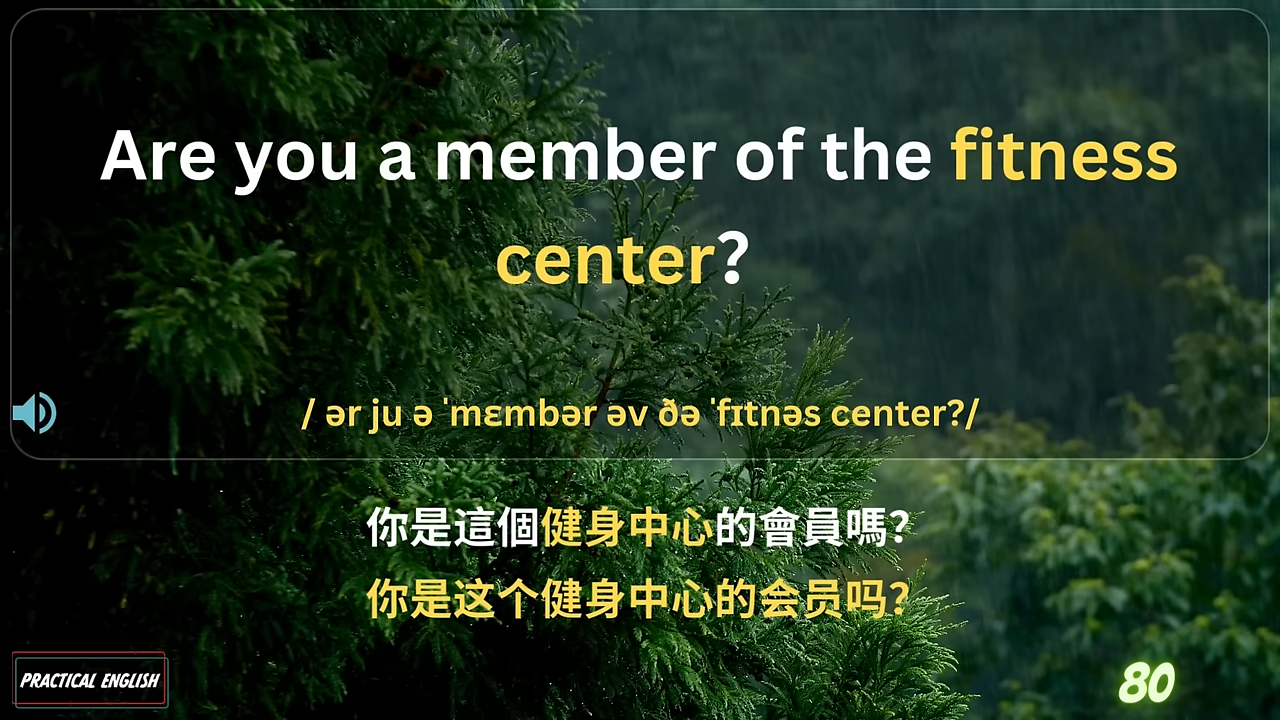 Are you a member of the fitness
center?
/ ər ju ə ˈmɛmbər əv ðə ˈfɪtnəs center?/
你是這個健身中心的會員嗎?
你是这个健身中心的会员吗?
PRACTICAL ENGLISH
80